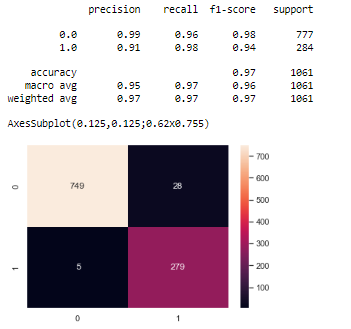 precision recall f1-score support
0.0 0.99 0.96 0.98 777
1.0 0.91 0.98 0.94 284
accuracy 0.97 1061
macro avg 0.95 0.97 0.96 1061
weighted avg 0.97 0.97 0.97 1061
AxesSubplot(0.125,0.125;0.62x0.755)
0 749 28
1 5 279
0 1
700
600
500
400
300
200
100